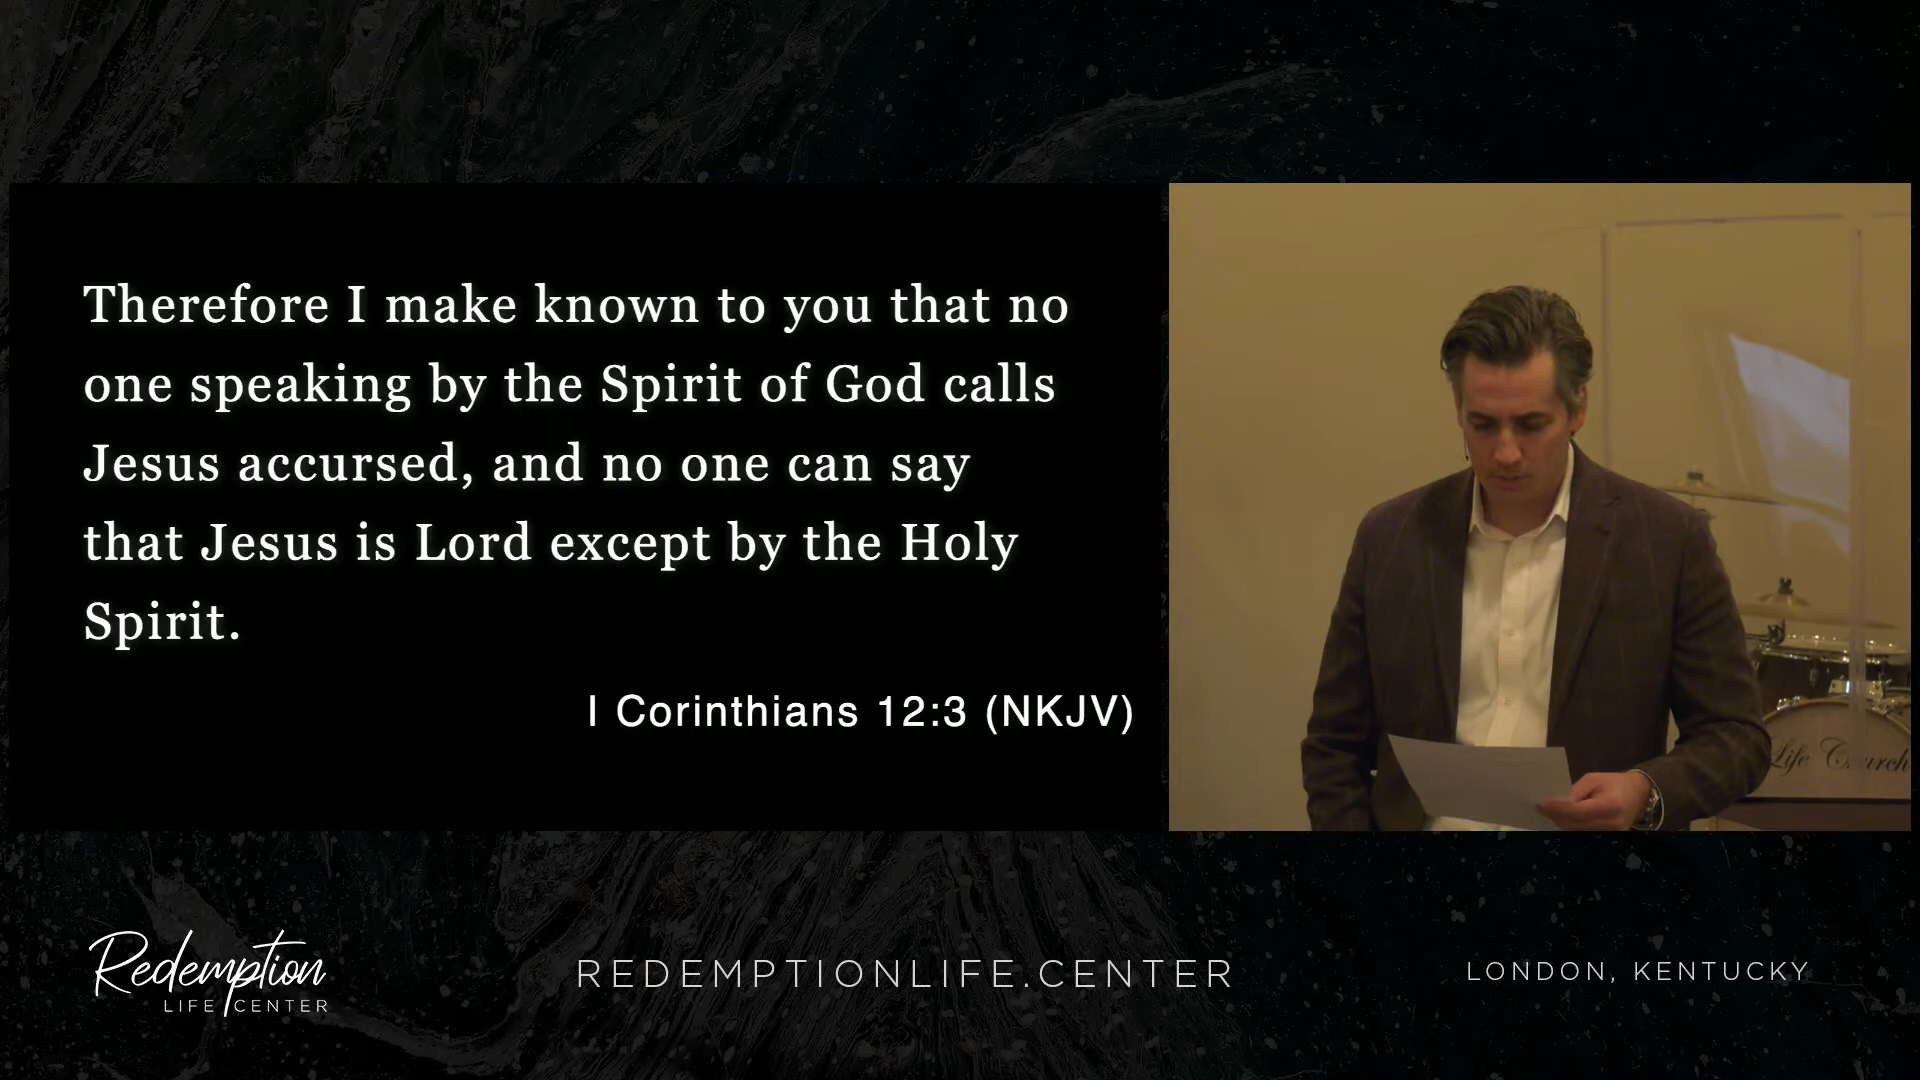 Therefore I make known to you that no
one speaking by the Spirit of God calls
Jesus accursed, and no one can say
that Jesus is Lord except by the Holy
Spirit.
I Corinthians 12:3 (NKJV)
Life Church
Redemption
LIFE CENTER
REDEMPTIONLIFE.CENTER
LONDON, KENTUCKY